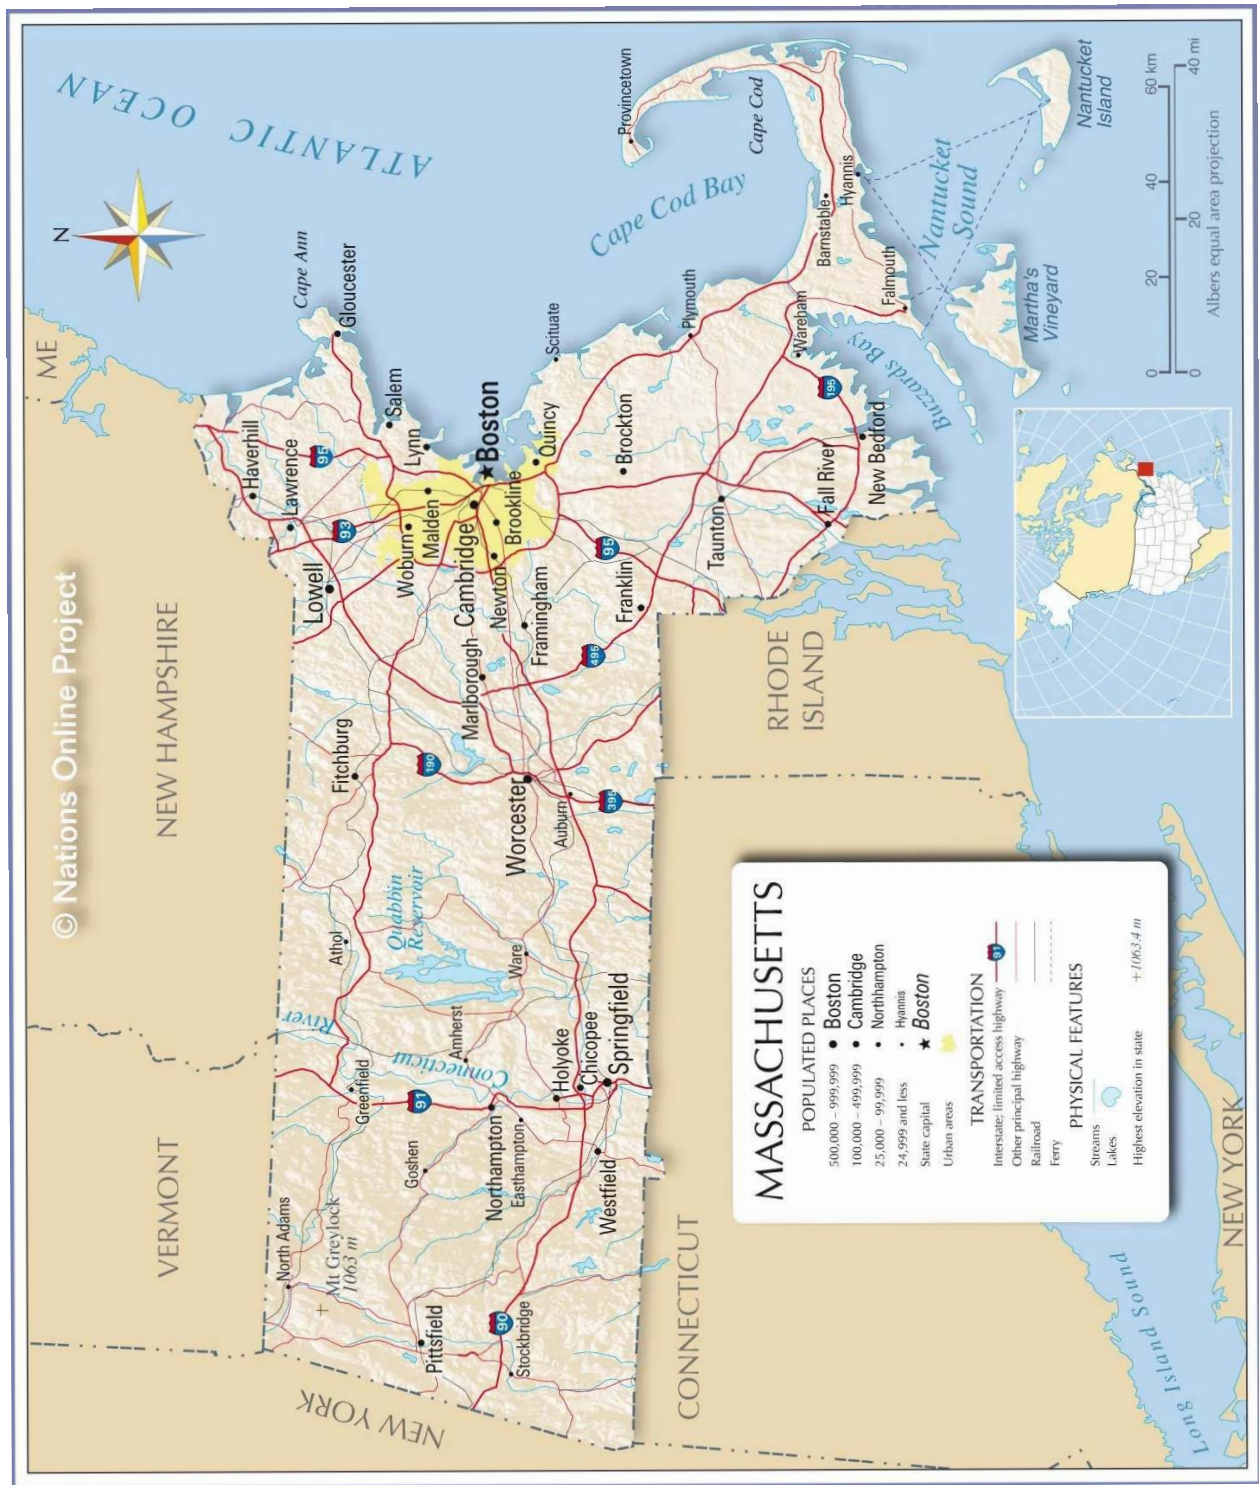 © Nations Online Project
VERMONT
NEW HAMPSHIRE
ME
ATLANTIC OCEAN
N
North Adams
Mt Greylock
1063 m
Pittsfield
Stockbridge
90
NEW YORK
Greenfield
Goshen
91
Northampton
Easthampton
Westfield
Connecticut
River
Amherst
Holyoke
Chicopee
Springfield
Athol
Quabbin
Reservoir
Ware
Fitchburg
190
Worcester
Auburn
395
Haverhill
Lawrence
Lowell
93
95
Cape Ann
Gloucester
Salem
Lynn
Woburn
Malden
Cambridge
Boston
Brookline
Newton
Quincy
Marlborough
Framingham
495
Franklin
95
Scituate
Brockton
Taunton
Plymouth
Fall River
New Bedford
195
Wareham
Buzzards Bay
Falmouth
Barnstable
Hyannis
Cape Cod Bay
Provincetown
Cape Cod
Nantucket
Sound
Martha's
Vineyard
Nantucket
Island
CONNECTICUT
RHODE
ISLAND
Long Island Sound
NEW YORK
MASSACHUSETTS
POPULATED PLACES
500,000 – 999,999 Boston
100,000 – 499,999 Cambridge
25,000 – 99,999 Northhampton
24,999 and less Hyannis
State capital Boston
Urban areas
TRANSPORTATION
Interstate; limited access highway 91
Other principal highway
Railroad
Ferry
PHYSICAL FEATURES
Streams
Lakes
Highest elevation in state +1063.4 m
0 20 40 60 km
0 20 40 mi
Albers equal area projection